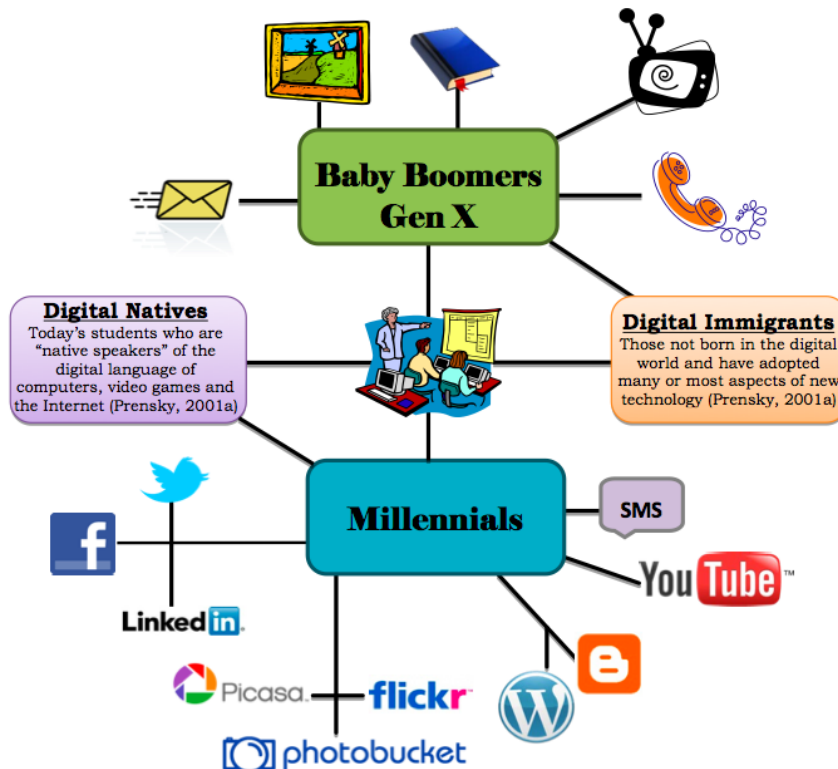 Baby Boomers
Gen X
Digital Natives
Today's students who are
"native speakers" of the
digital language of
computers, video games and
the Internet (Prensky, 2001a)
Digital Immigrants
Those not born in the digital
world and have adopted
many or most aspects of new
technology (Prensky, 2001a)
Millennials
SMS
f
YouTube™
Linkedin
Picasa™
flickr
W
B
photobucket